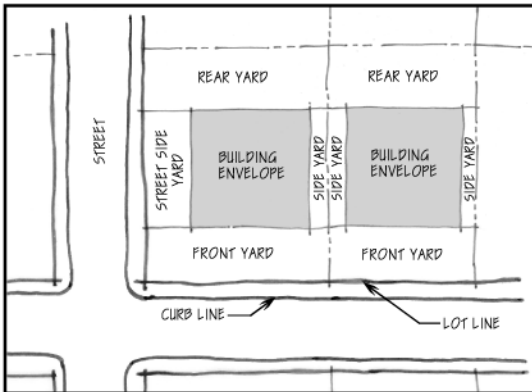 REAR YARD
REAR YARD
STREET
STREET SIDE
YARD
BUILDING
ENVELOPE
SIDE YARD
SIDE YARD
BUILDING
ENVELOPE
SIDE YARD
FRONT YARD
FRONT YARD
CURB LINE
LOT LINE